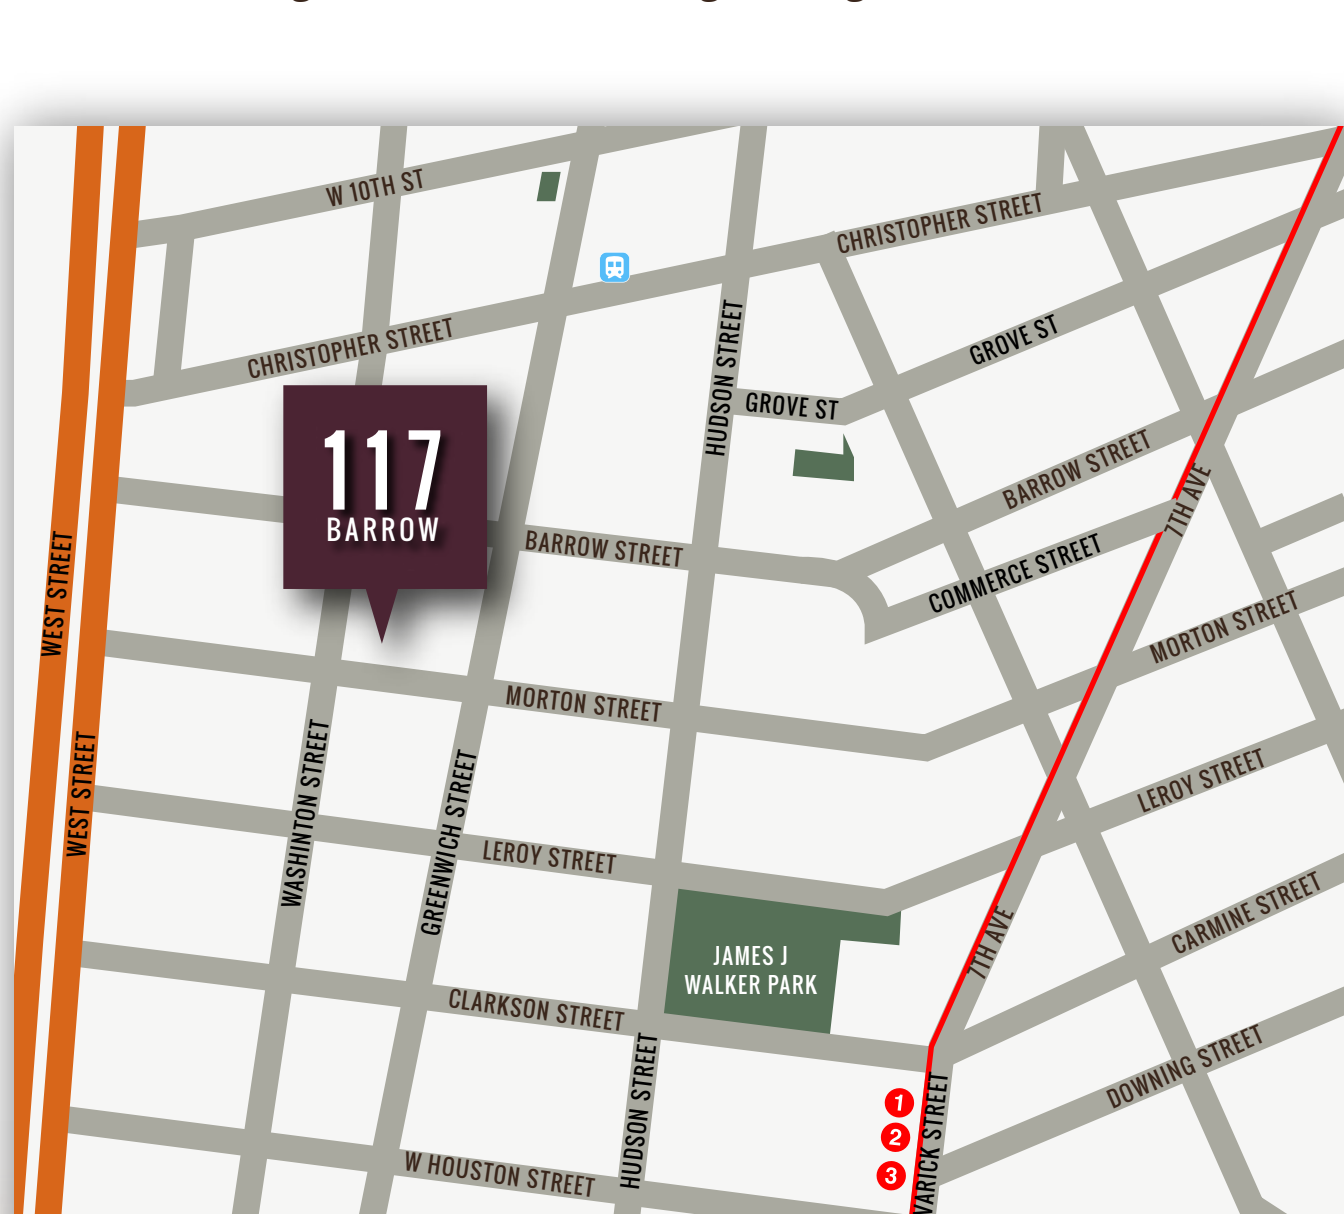 W 10TH ST
CHRISTOPHER STREET
CHRISTOPHER STREET
HUDSON STREET
GROVE ST
GROVE ST
117
BARROW
BARROW STREET
BARROW STREET
7TH AVE
COMMERCE STREET
WEST STREET
MORTON STREET
MORTON STREET
WEST STREET
WASHINTON STREET
GREENWICH STREET
LEROY STREET
LEROY STREET
JAMES J
WALKER PARK
7TH AVE
CARMINE STREET
CLARKSON STREET
HUDSON STREET
DOWNING STREET
VARICK STREET
1
2
3
W HOUSTON STREET